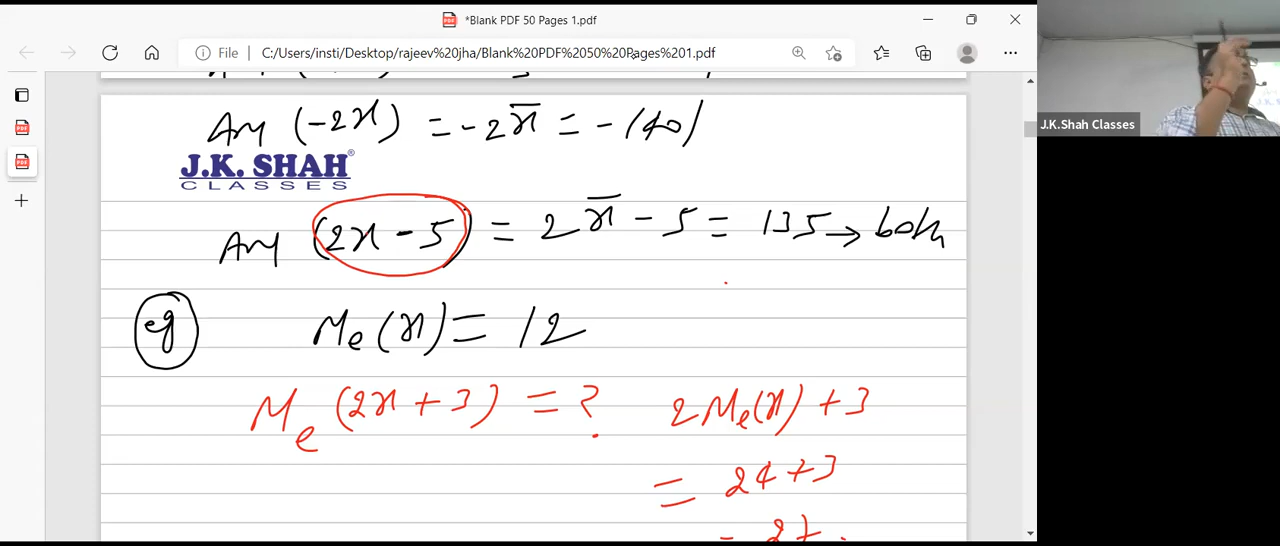 *Blank PDF 50 Pages 1.pdf
File C:/Users/insti/Desktop/rajeev%20jha/Blank%20PDF%2050%20Pages%201.pdf
AM (-2x) = -2x̄ = -140
J.K. SHAH®
CLASSES
AM (2x - 5) = 2x̄ - 5 = 135 → both
eg Me(x) = 12
Me (2x + 3) = ? 2Me(x) + 3
= 24 + 3
= 27.
J.K.Shah Classes